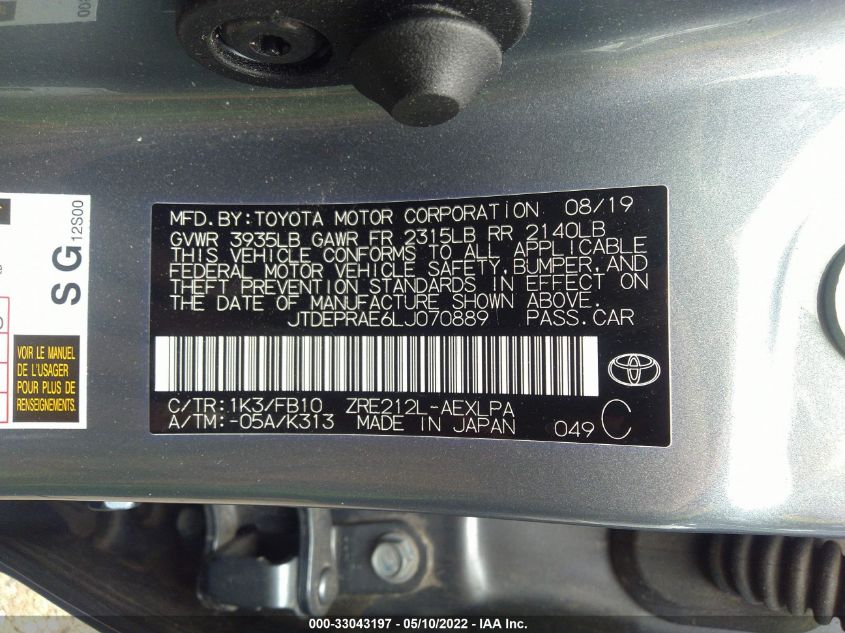 MFD. BY: TOYOTA MOTOR CORPORATION 08/19
GVWR 3935LB GAWR FR 2315LB RR 2140LB
THIS VEHICLE CONFORMS TO ALL APPLICABLE
FEDERAL MOTOR VEHICLE SAFETY, BUMPER, AND
THEFT PREVENTION STANDARDS IN EFFECT ON
THE DATE OF MANUFACTURE SHOWN ABOVE.
JTDEPRAE6LJ070889 PASS. CAR
C/TR: 1K3/FB10 ZRE212L-AEXLPA
A/TM: -05A/K313 MADE IN JAPAN 049 C
SG
12S00
VOIR LE MANUEL
DE L'USAGER
POUR PLUS DE
RENSEIGNEMENTS.
000-33043197 - 05/10/2022 - IAA Inc.